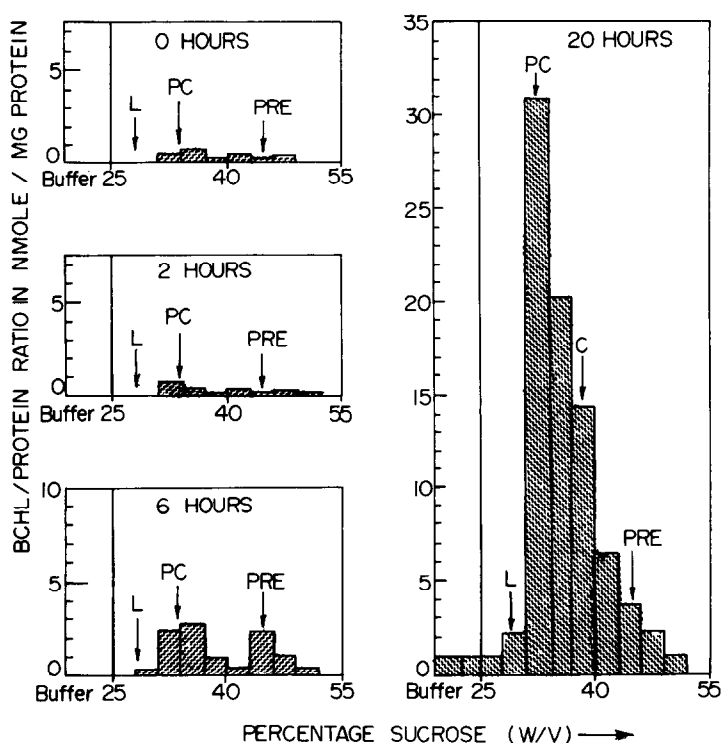 BCHL/PROTEIN RATIO IN NMOLE / MG PROTEIN
0 HOURS
5
0
L
PC
PRE
Buffer 25 40 55
2 HOURS
5
0
L
PC
PRE
Buffer 25 40 55
6 HOURS
10
5
0
L
PC
PRE
Buffer 25 40 55
20 HOURS
35
30
25
20
15
10
5
0
PC
C
L
PRE
Buffer 25 40 55
PERCENTAGE SUCROSE (W/V)